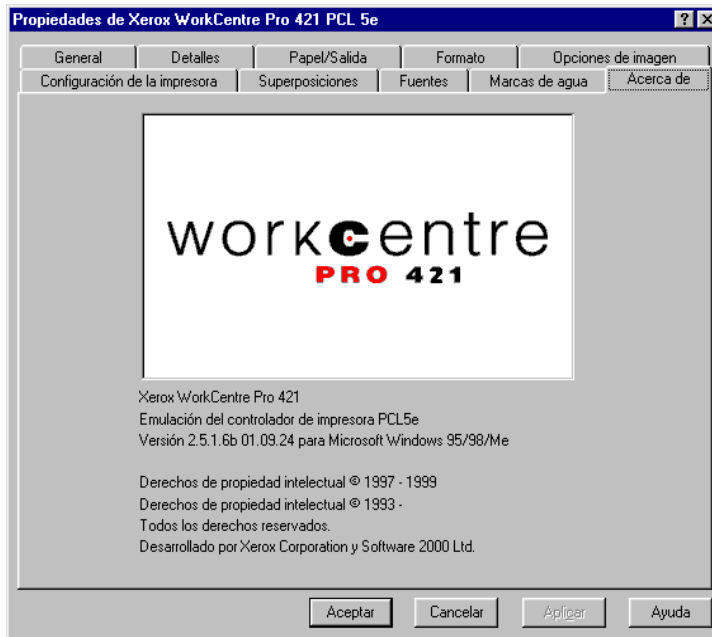 Propiedades de Xerox WorkCentre Pro 421 PCL 5e
General Detalles Papel/Salida Formato Opciones de imagen
Configuración de la impresora Superposiciones Fuentes Marcas de agua Acerca de
workcentre
PRO 421
Xerox WorkCentre Pro 421
Emulación del controlador de impresora PCL5e
Versión 2.5.1.6b 01.09.24 para Microsoft Windows 95/98/Me
Derechos de propiedad intelectual © 1997 - 1999
Derechos de propiedad intelectual © 1993 -
Todos los derechos reservados.
Desarrollado por Xerox Corporation y Software 2000 Ltd.
Aceptar Cancelar Aplicar Ayuda